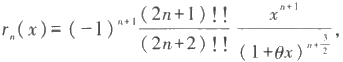 $r_n(x) = (-1)^{n+1} \frac{(2n+1)!!}{(2n+2)!!} \frac{x^{n+1}}{(1+\theta x)^{n+\frac{3}{2}}},$